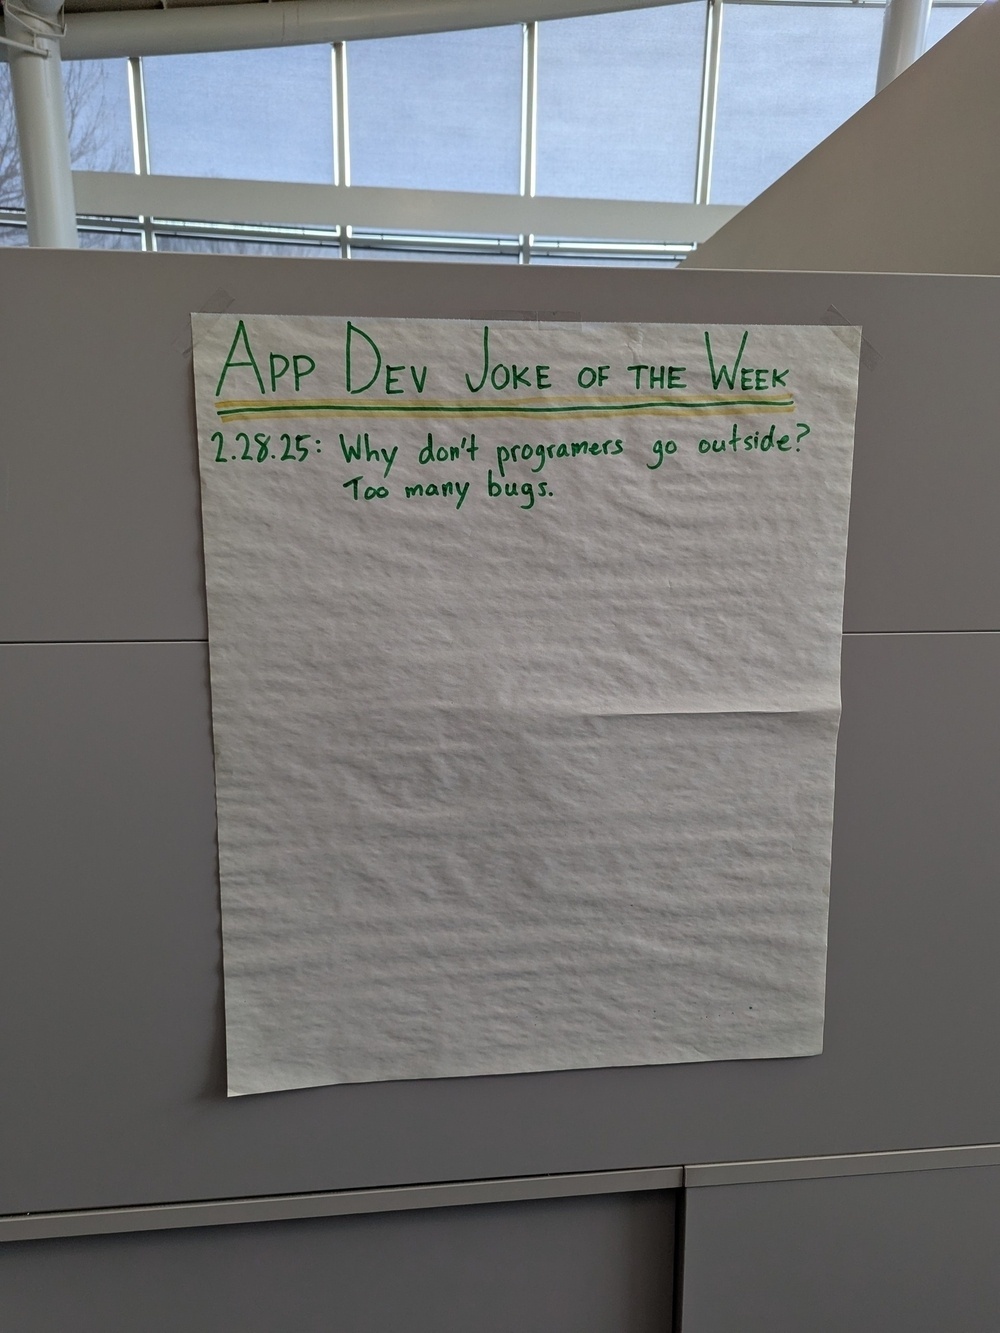 App Dev Joke of the Week
2.28.25: Why don't programers go outside?
Too many bugs.